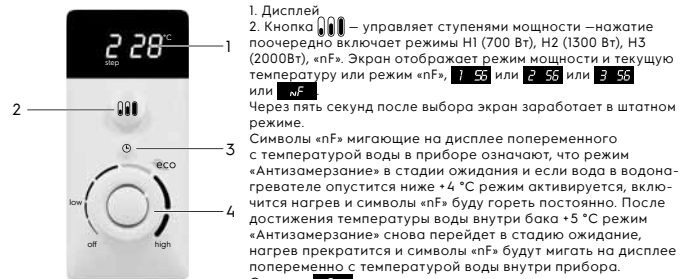 2 28 °C
step
1
2
3
eco
low
4
off
high
1. Дисплей
2. Кнопка – управляет ступенями мощности –нажатие
поочередно включает режимы H1 (700 Вт), H2 (1300 Вт), H3
(2000Вт), «nF». Экран отображает режим мощности и текущую
температуру или режим «nF», 1 56 или 2 56 или 3 56
или nF .
Через пять секунд после выбора экран заработает в штатном
режиме.
Символы «nF» мигающие на дисплее попеременного
с температурой воды в приборе означают, что режим
«Антизамерзание» в стадии ожидания и если вода в водона-
гревателе опустится ниже +4 °C режим активируется, вклю-
чится нагрев и символы «nF» буду гореть постоянно. После
достижения температуры воды внутри бака +5 °C режим
«Антизамерзание» снова перейдет в стадию ожидания,
нагрев прекратится и символы «nF» будут мигать на дисплее
попеременно с температурой воды внутри прибора.